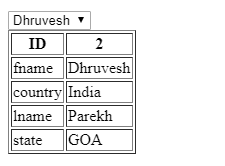 Dhruvesh
ID 2
fname Dhruvesh
country India
lname Parekh
state GOA